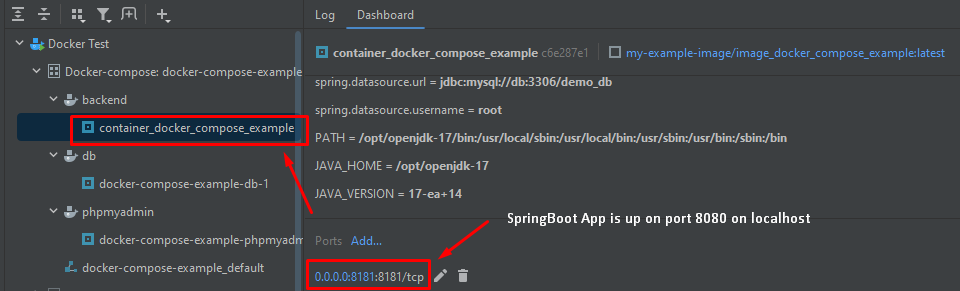 Log Dashboard
Docker Test
Docker-compose: docker-compose-example
backend
container_docker_compose_example
db
docker-compose-example-db-1
phpmyadmin
docker-compose-example-phpmyadm
docker-compose-example_default
container_docker_compose_example c6e287e1 my-example-image/image_docker_compose_example:latest
spring.datasource.url = jdbc:mysql://db:3306/demo_db
spring.datasource.username = root
PATH = /opt/openjdk-17/bin:/usr/local/sbin:/usr/local/bin:/usr/sbin:/usr/bin:/sbin:/bin
JAVA_HOME = /opt/openjdk-17
JAVA_VERSION = 17-ea+14
SpringBoot App is up on port 8080 on localhost
Ports Add...
0.0.0.0:8181:8181/tcp